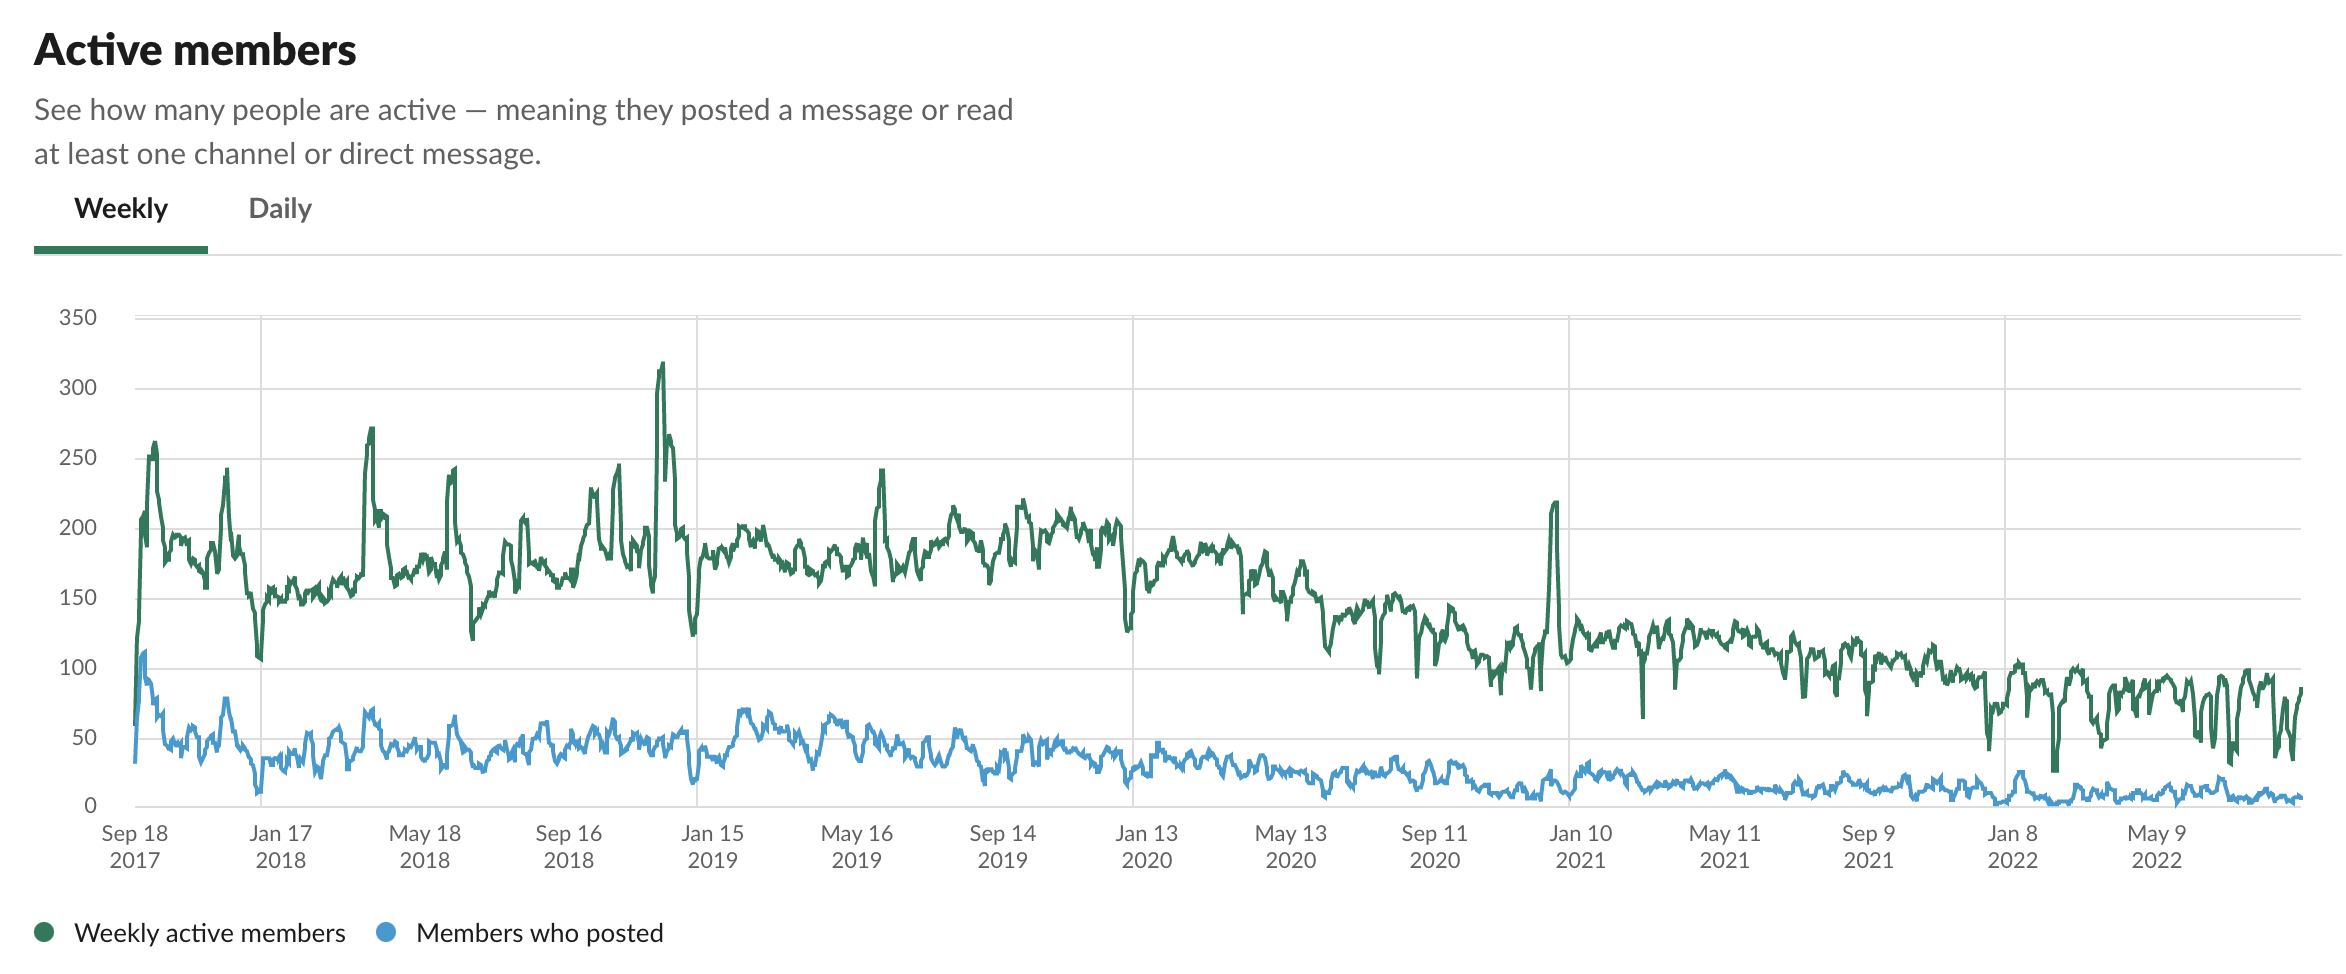 Active members
See how many people are active — meaning they posted a message or read
at least one channel or direct message.
Weekly Daily
350
300
250
200
150
100
50
0
Sep 18 Jan 17 May 18 Sep 16 Jan 15 May 16 Sep 14 Jan 13 May 13 Sep 11 Jan 10 May 11 Sep 9 Jan 8 May 9
2017 2018 2018 2018 2019 2019 2019 2020 2020 2020 2021 2021 2021 2022 2022
Weekly active members Members who posted